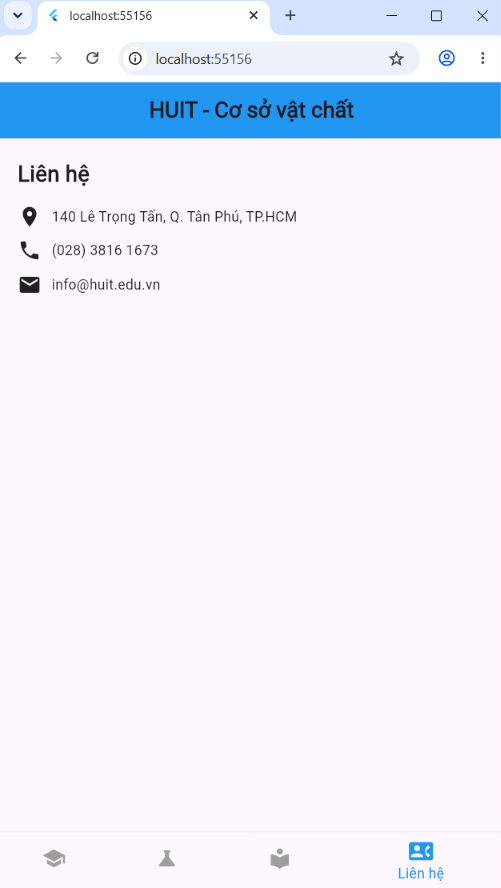 localhost:55156
localhost:55156
HUIT - Cơ sở vật chất
Liên hệ
140 Lê Trọng Tấn, Q. Tân Phú, TP.HCM
(028) 3816 1673
info@huit.edu.vn
Liên hệ